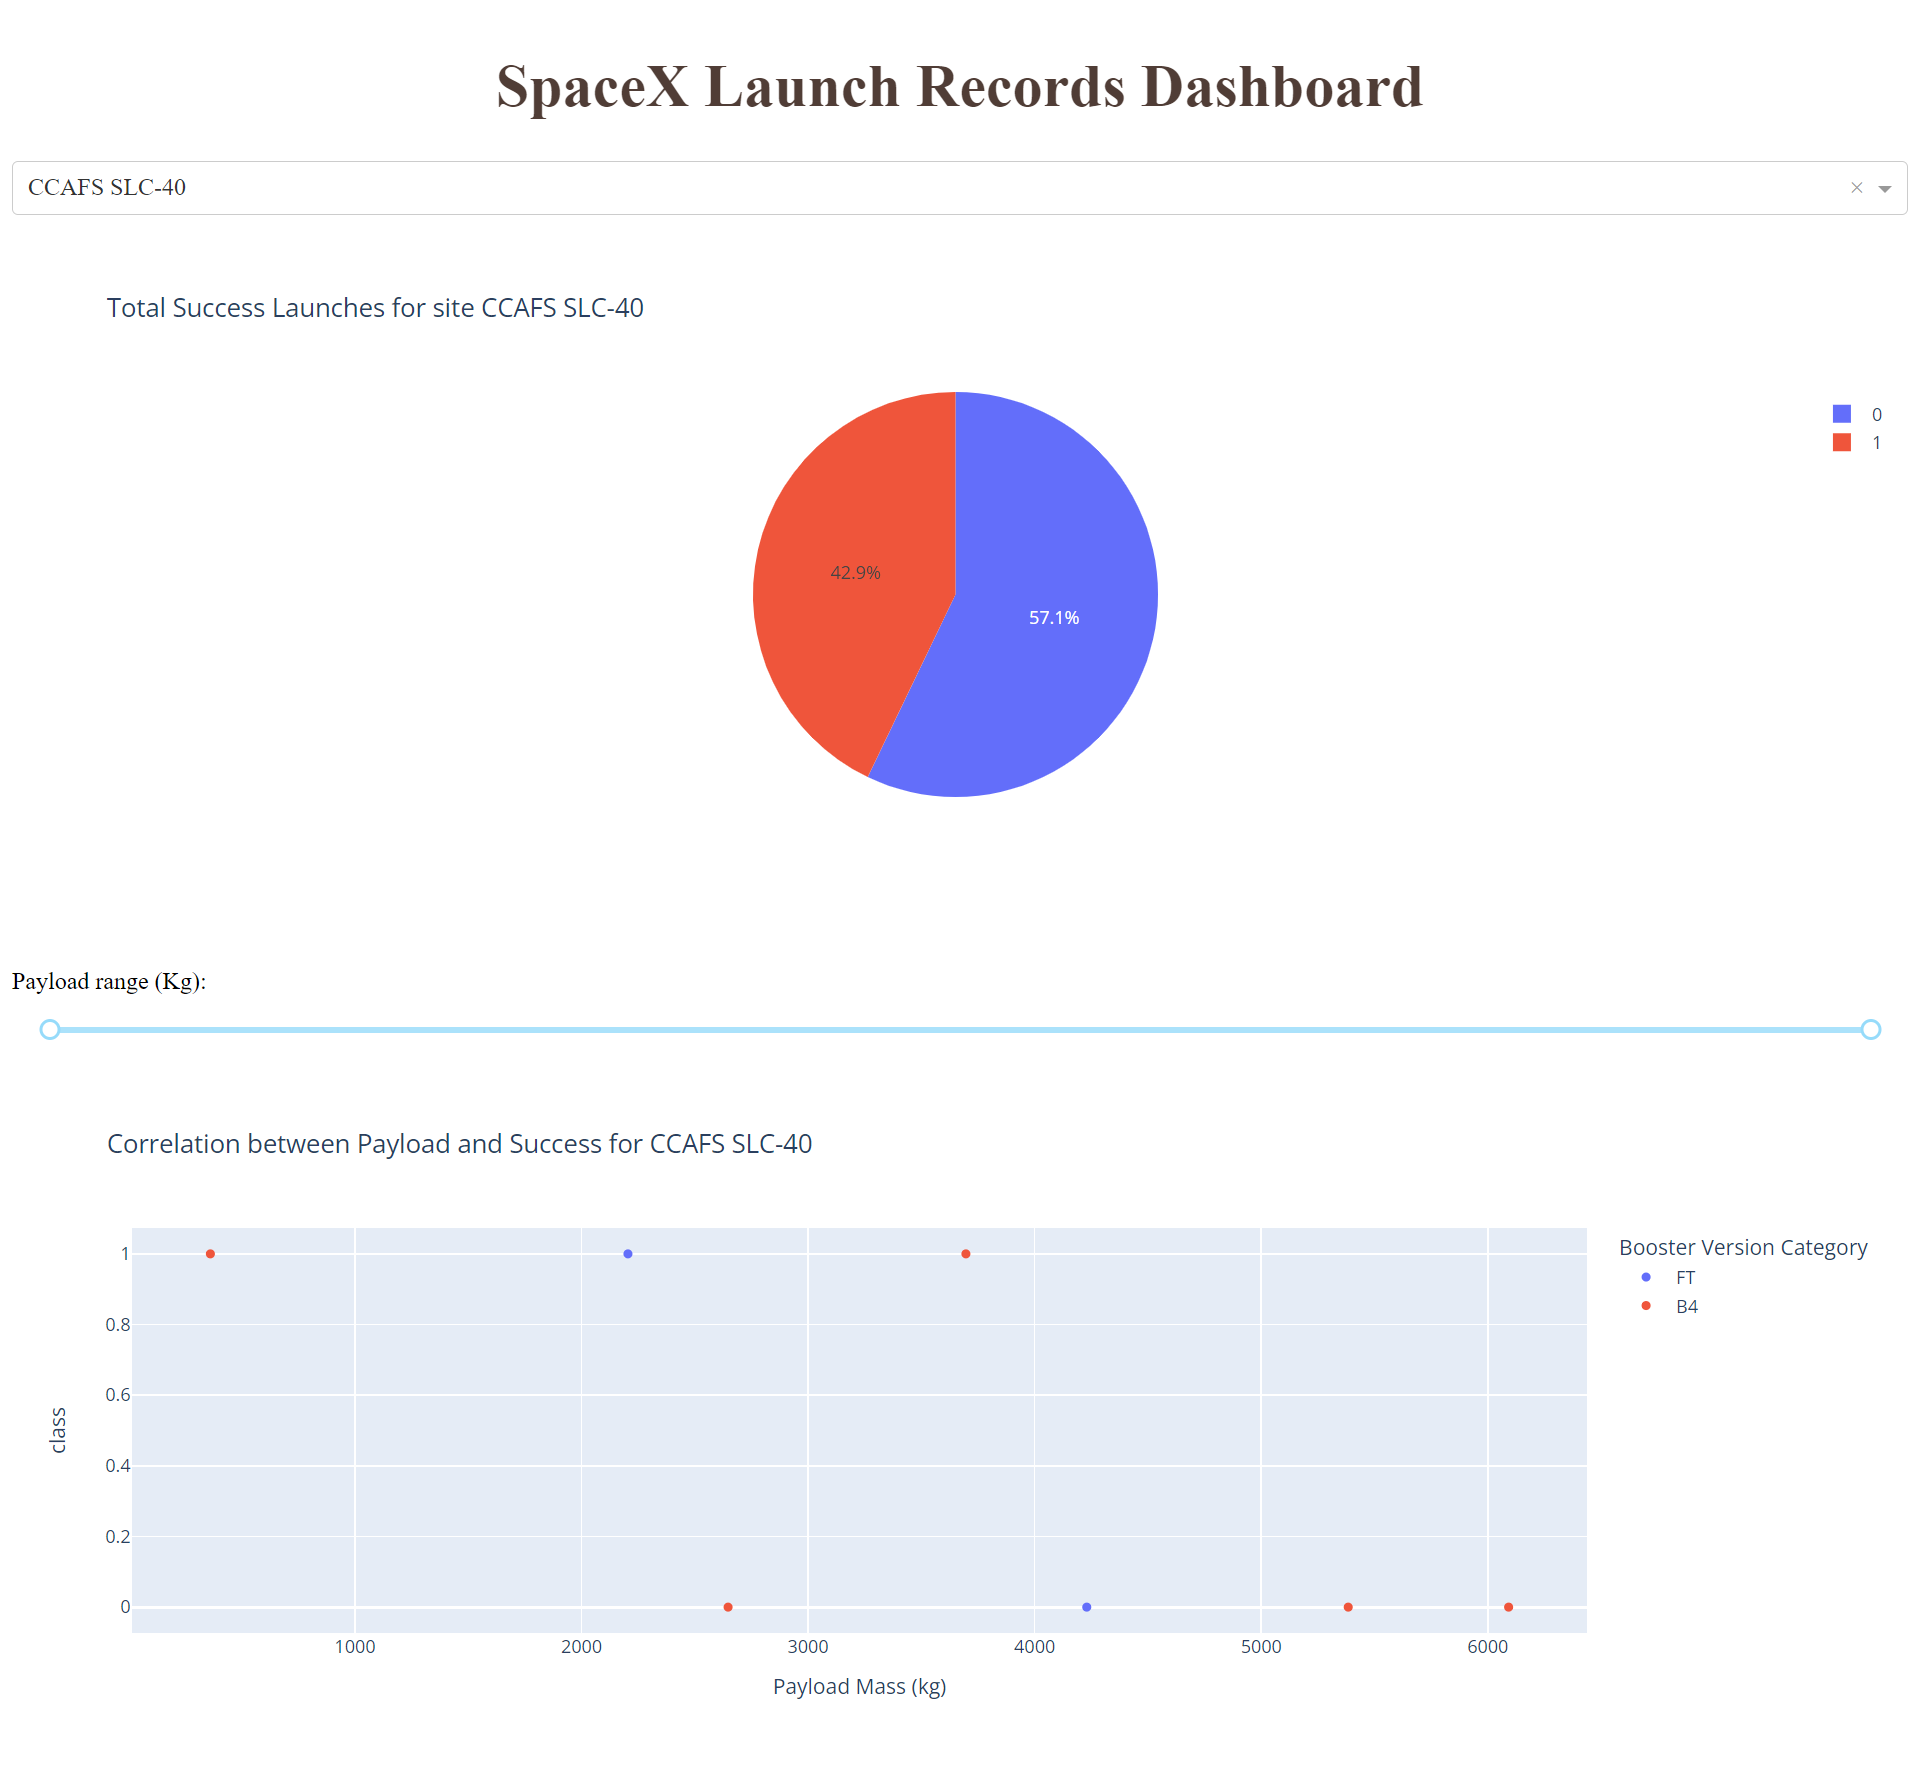 SpaceX Launch Records Dashboard
CCAFS SLC-40
×
Total Success Launches for site CCAFS SLC-40
0
1
42.9%
57.1%
Payload range (Kg):
Correlation between Payload and Success for CCAFS SLC-40
Booster Version Category
FT
B4
1
0.8
0.6
0.4
0.2
0
class
1000 2000 3000 4000 5000 6000
Payload Mass (kg)